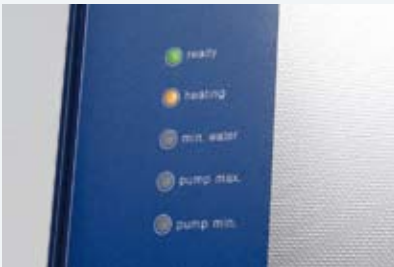 ready
heating
min. water
pump max.
pump min.